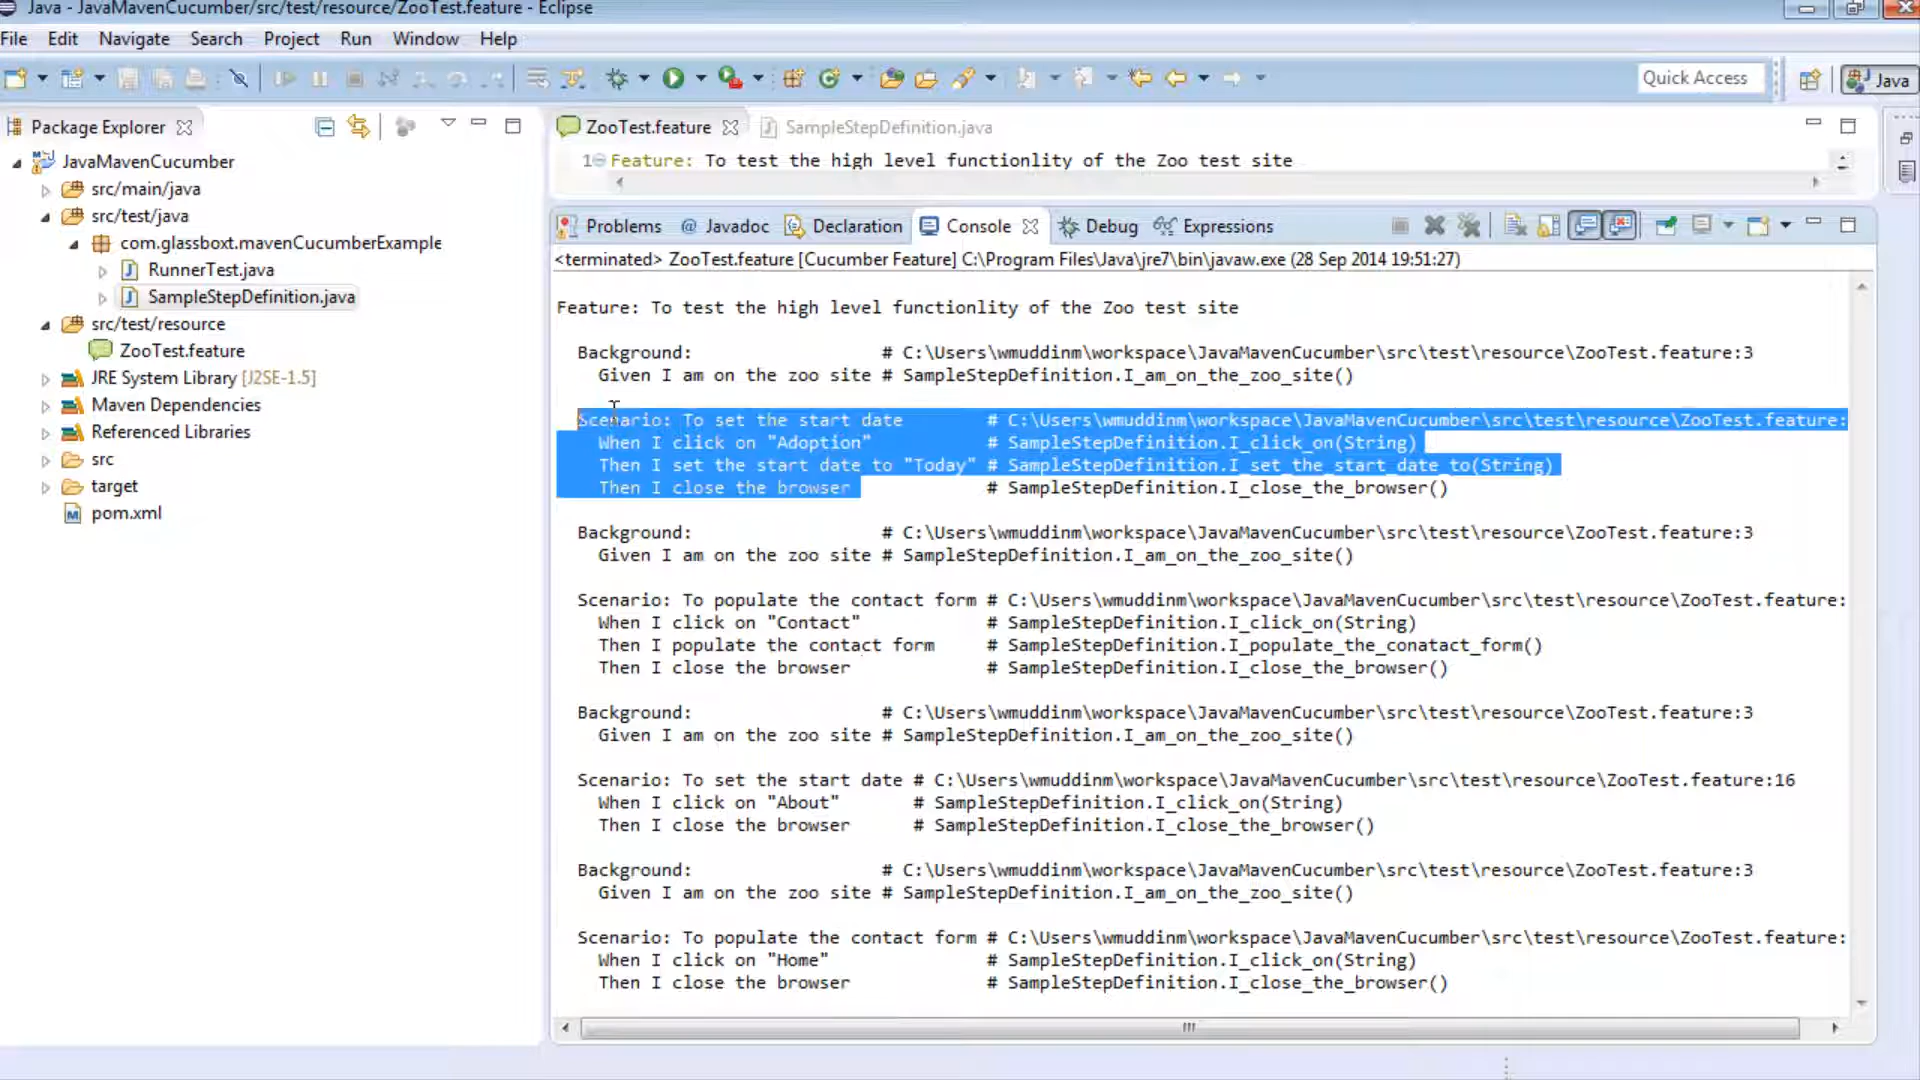 Java - JavaMavenCucumber/src/test/resource/ZooTest.feature - Eclipse
File Edit Navigate Search Project Run Window Help
Quick Access
Java
Package Explorer
JavaMavenCucumber
src/main/java
src/test/java
com.glassboxt.mavenCucumberExample
RunnerTest.java
SampleStepDefinition.java
src/test/resource
ZooTest.feature
JRE System Library [J2SE-1.5]
Maven Dependencies
Referenced Libraries
src
target
pom.xml
ZooTest.feature SampleStepDefinition.java
1 Feature: To test the high level functionlity of the Zoo test site
Problems @ Javadoc Declaration Console Debug Expressions
<terminated> ZooTest.feature [Cucumber Feature] C:\Program Files\Java\jre7\bin\javaw.exe (28 Sep 2014 19:51:27)
Feature: To test the high level functionlity of the Zoo test site
Background: # C:\Users\wmuddinm\workspace\JavaMavenCucumber\src\test\resource\ZooTest.feature:3
Given I am on the zoo site # SampleStepDefinition.I_am_on_the_zoo_site()
Scenario: To set the start date # C:\Users\wmuddinm\workspace\JavaMavenCucumber\src\test\resource\ZooTest.feature:
When I click on "Adoption" # SampleStepDefinition.I_click_on(String)
Then I set the start date to "Today" # SampleStepDefinition.I_set_the_start_date_to(String)
Then I close the browser # SampleStepDefinition.I_close_the_browser()
Background: # C:\Users\wmuddinm\workspace\JavaMavenCucumber\src\test\resource\ZooTest.feature:3
Given I am on the zoo site # SampleStepDefinition.I_am_on_the_zoo_site()
Scenario: To populate the contact form # C:\Users\wmuddinm\workspace\JavaMavenCucumber\src\test\resource\ZooTest.feature:
When I click on "Contact" # SampleStepDefinition.I_click_on(String)
Then I populate the contact form # SampleStepDefinition.I_populate_the_conatact_form()
Then I close the browser # SampleStepDefinition.I_close_the_browser()
Background: # C:\Users\wmuddinm\workspace\JavaMavenCucumber\src\test\resource\ZooTest.feature:3
Given I am on the zoo site # SampleStepDefinition.I_am_on_the_zoo_site()
Scenario: To set the start date # C:\Users\wmuddinm\workspace\JavaMavenCucumber\src\test\resource\ZooTest.feature:16
When I click on "About" # SampleStepDefinition.I_click_on(String)
Then I close the browser # SampleStepDefinition.I_close_the_browser()
Background: # C:\Users\wmuddinm\workspace\JavaMavenCucumber\src\test\resource\ZooTest.feature:3
Given I am on the zoo site # SampleStepDefinition.I_am_on_the_zoo_site()
Scenario: To populate the contact form # C:\Users\wmuddinm\workspace\JavaMavenCucumber\src\test\resource\ZooTest.feature:
When I click on "Home" # SampleStepDefinition.I_click_on(String)
Then I close the browser # SampleStepDefinition.I_close_the_browser()